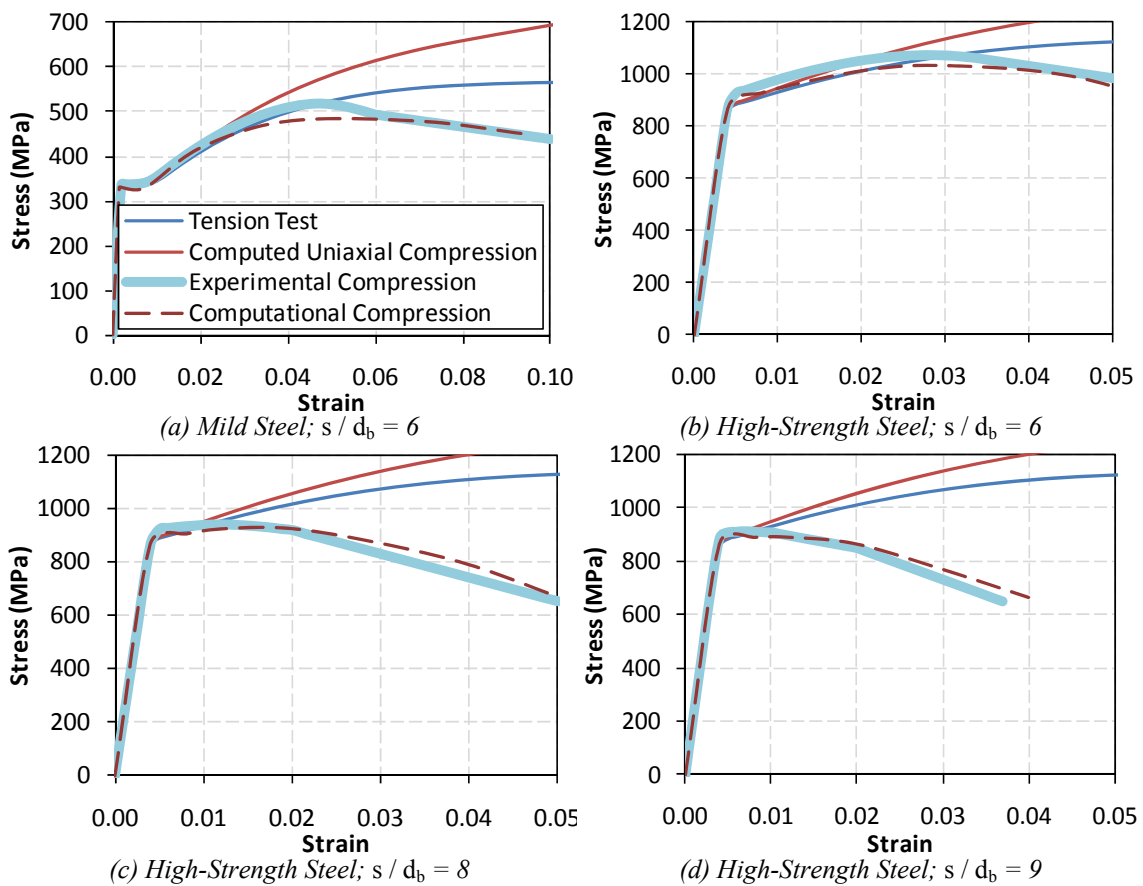 700
600
500
400
300
200
100
0
Stress (MPa)
Tension Test
Computed Uniaxial Compression
Experimental Compression
Computational Compression
0.00 0.02 0.04 0.06 0.08 0.10
Strain
(a) Mild Steel; s / db = 6
1200
1000
800
600
400
200
0
Stress (MPa)
0.00 0.01 0.02 0.03 0.04 0.05
Strain
(b) High-Strength Steel; s / db = 6
1200
1000
800
600
400
200
0
Stress (MPa)
0.00 0.01 0.02 0.03 0.04 0.05
Strain
(c) High-Strength Steel; s / db = 8
1200
1000
800
600
400
200
0
Stress (MPa)
0.00 0.01 0.02 0.03 0.04 0.05
Strain
(d) High-Strength Steel; s / db = 9